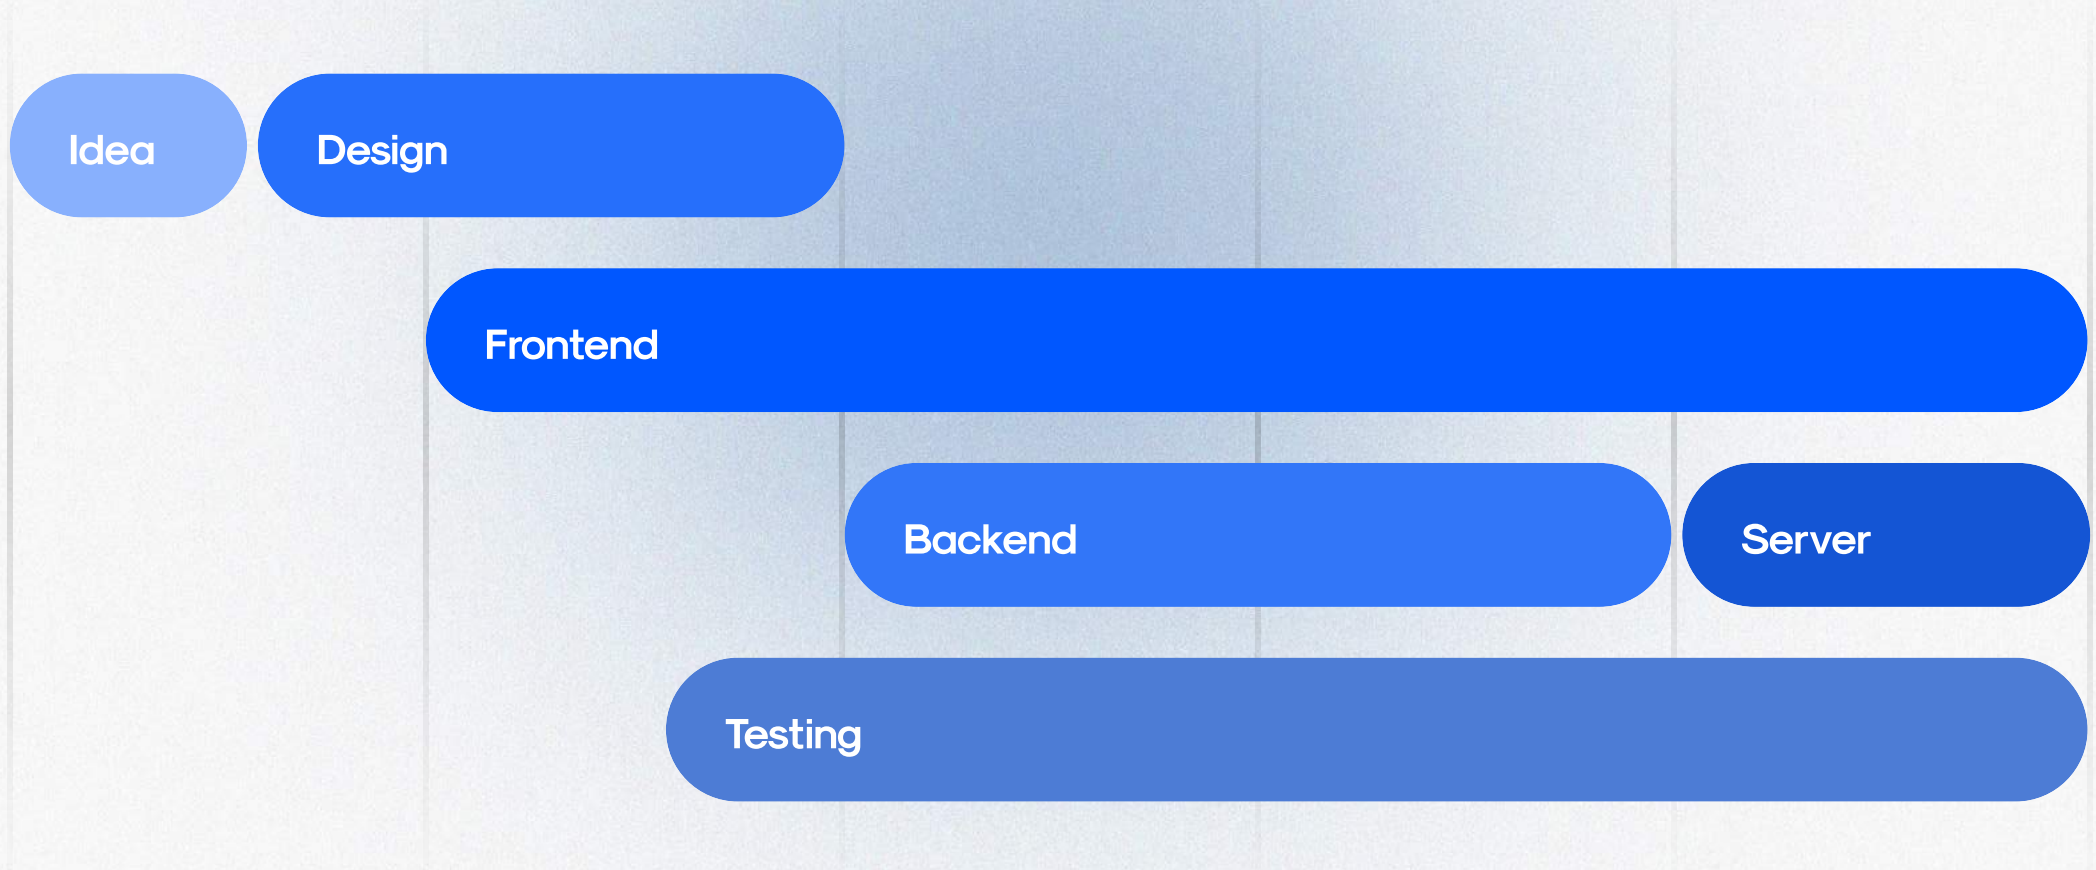 Idea
Design
Frontend
Backend
Server
Testing